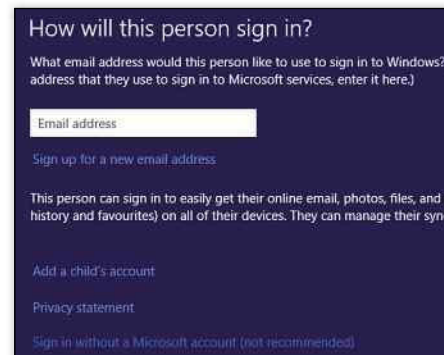 How will this person sign in?
What email address would this person like to use to sign in to Windows?
address that they use to sign in to Microsoft services, enter it here.)
Email address
Sign up for a new email address
This person can sign in to easily get their online email, photos, files, and
history and favourites) on all of their devices. They can manage their syn
Add a child's account
Privacy statement
Sign in without a Microsoft account (not recommended)